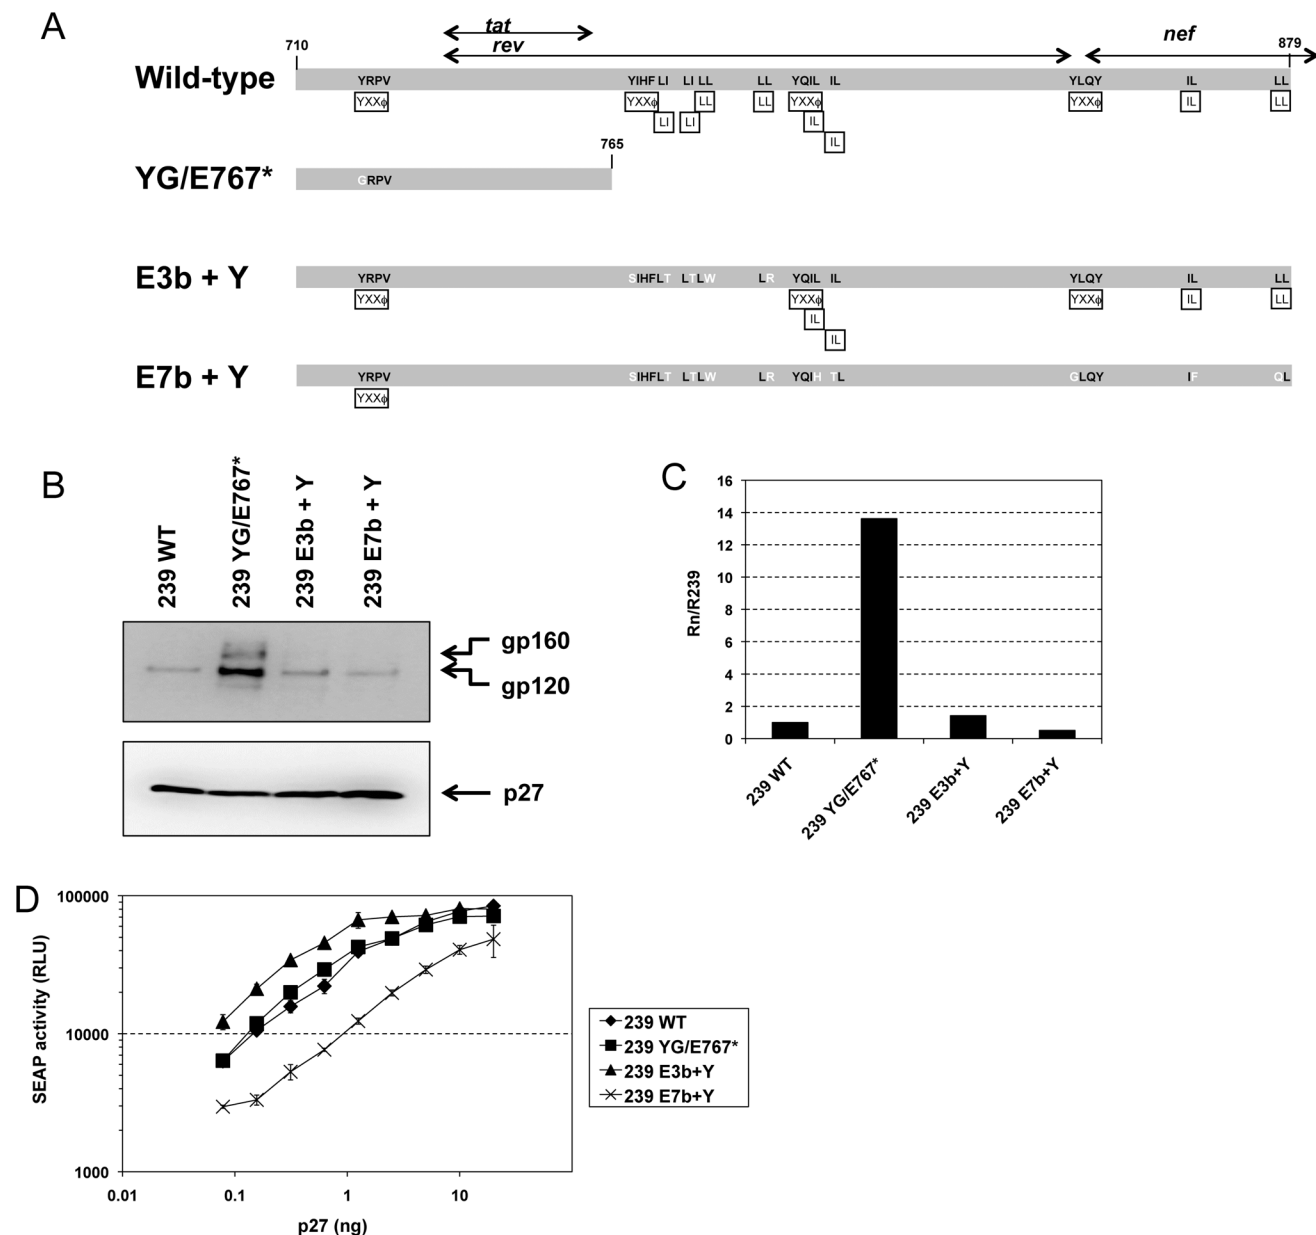 A
tat
rev
nef
710
879
Wild-type
YRPV YIHF LI LI LL LL YQIL IL YLQY IL LL
YXXϕ YXXϕ LL LL YXXϕ YXXϕ IL LL
LI LI IL
IL
765
YG/E767*
GRPV
E3b + Y
YRPV SIHFLT LTLW LR YQIL IL YLQY IL LL
YXXϕ YXXϕ YXXϕ IL LL
IL
IL
E7b + Y
YRPV SIHFLT LTLW LR YQIH TL GLQY IF QL
YXXϕ
B
239 WT
239 YG/E767*
239 E3b + Y
239 E7b + Y
gp160
gp120
p27
C
16
14
12
10
8
6
4
2
0
Rn/R239
239 WT
239 YG/E767*
239 E3b+Y
239 E7b+Y
D
100000
10000
1000
SEAP activity (RLU)
0.01 0.1 1 10
p27 (ng)
239 WT
239 YG/E767*
239 E3b+Y
239 E7b+Y